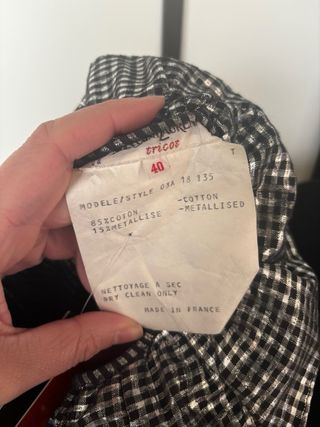 tricot
40
T
MODELE/STYLE OXA 18 135
85%COTON -COTTON
15%METALLISE -METALLISED
NETTOYAGE A SEC
DRY CLEAN ONLY
MADE IN FRANCE